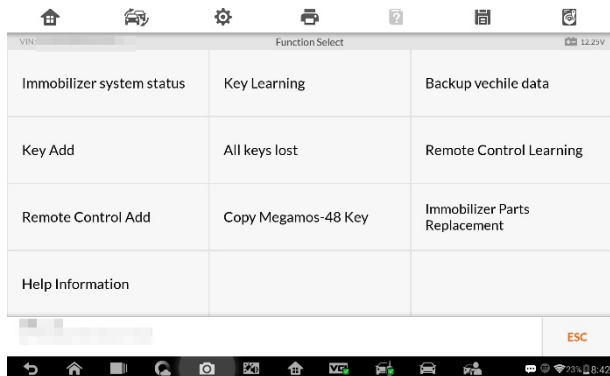 VIN:
Function Select
12.25V
Immobilizer system status
Key Learning
Backup vechile data
Key Add
All keys lost
Remote Control Learning
Remote Control Add
Copy Megamos-48 Key
Immobilizer Parts
Replacement
Help Information
ESC
VCI
23%
8:42